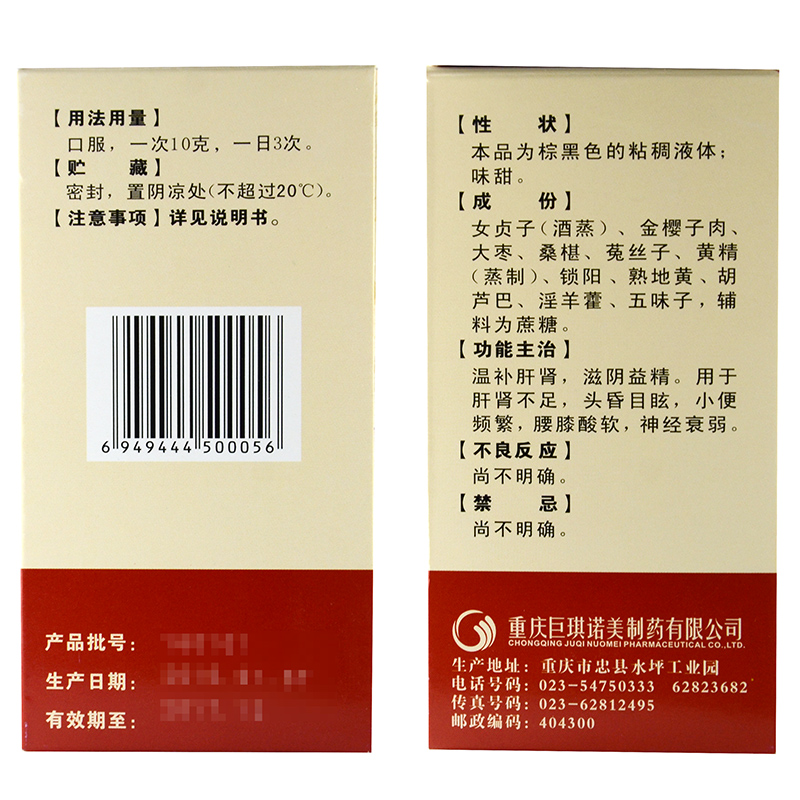 【用法用量】
口服，一次10克，一日3次。
【贮 藏】
密封，置阴凉处(不超过20℃)。
【注意事项】详见说明书。
6 949444 500056
产品批号：
生产日期：
有效期至：
【性 状】
本品为棕黑色的粘稠液体；
味甜。
【成 份】
女贞子(酒蒸)、金樱子肉、
大枣、桑椹、菟丝子、黄精
(蒸制)、锁阳、熟地黄、胡
芦巴、淫羊藿、五味子，辅
料为蔗糖。
【功能主治】
温补肝肾，滋阴益精。用于
肝肾不足，头昏目眩，小便
频繁，腰膝酸软，神经衰弱。
【不良反应】
尚不明确。
【禁 忌】
尚不明确。
重庆巨琪诺美制药有限公司
CHONGQING JUQI NUOMEI PHARMACEUTICAL CO.,LTD.
生产地址：重庆市忠县水坪工业园
电话号码：023-54750333 62823682
传真号码：023-62812495
邮政编码：404300